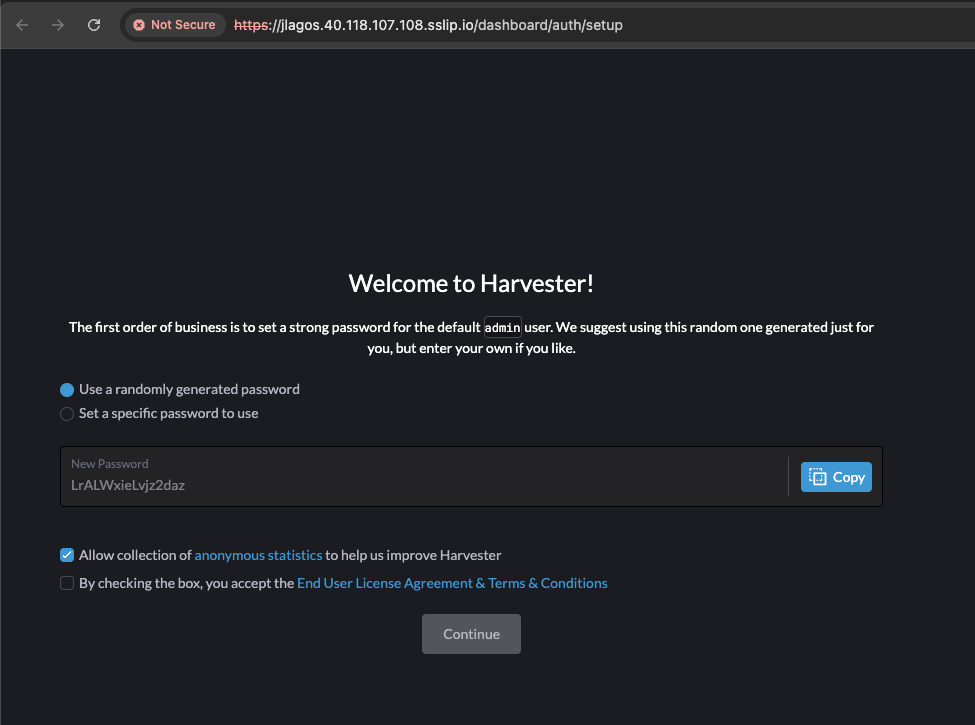 Not Secure https://jlagos.40.118.107.108.sslip.io/dashboard/auth/setup
Welcome to Harvester!
The first order of business is to set a strong password for the default admin user. We suggest using this random one generated just for
you, but enter your own if you like.
Use a randomly generated password
Set a specific password to use
New Password
LrALWxieLvjz2daz
Copy
Allow collection of anonymous statistics to help us improve Harvester
By checking the box, you accept the End User License Agreement & Terms & Conditions
Continue